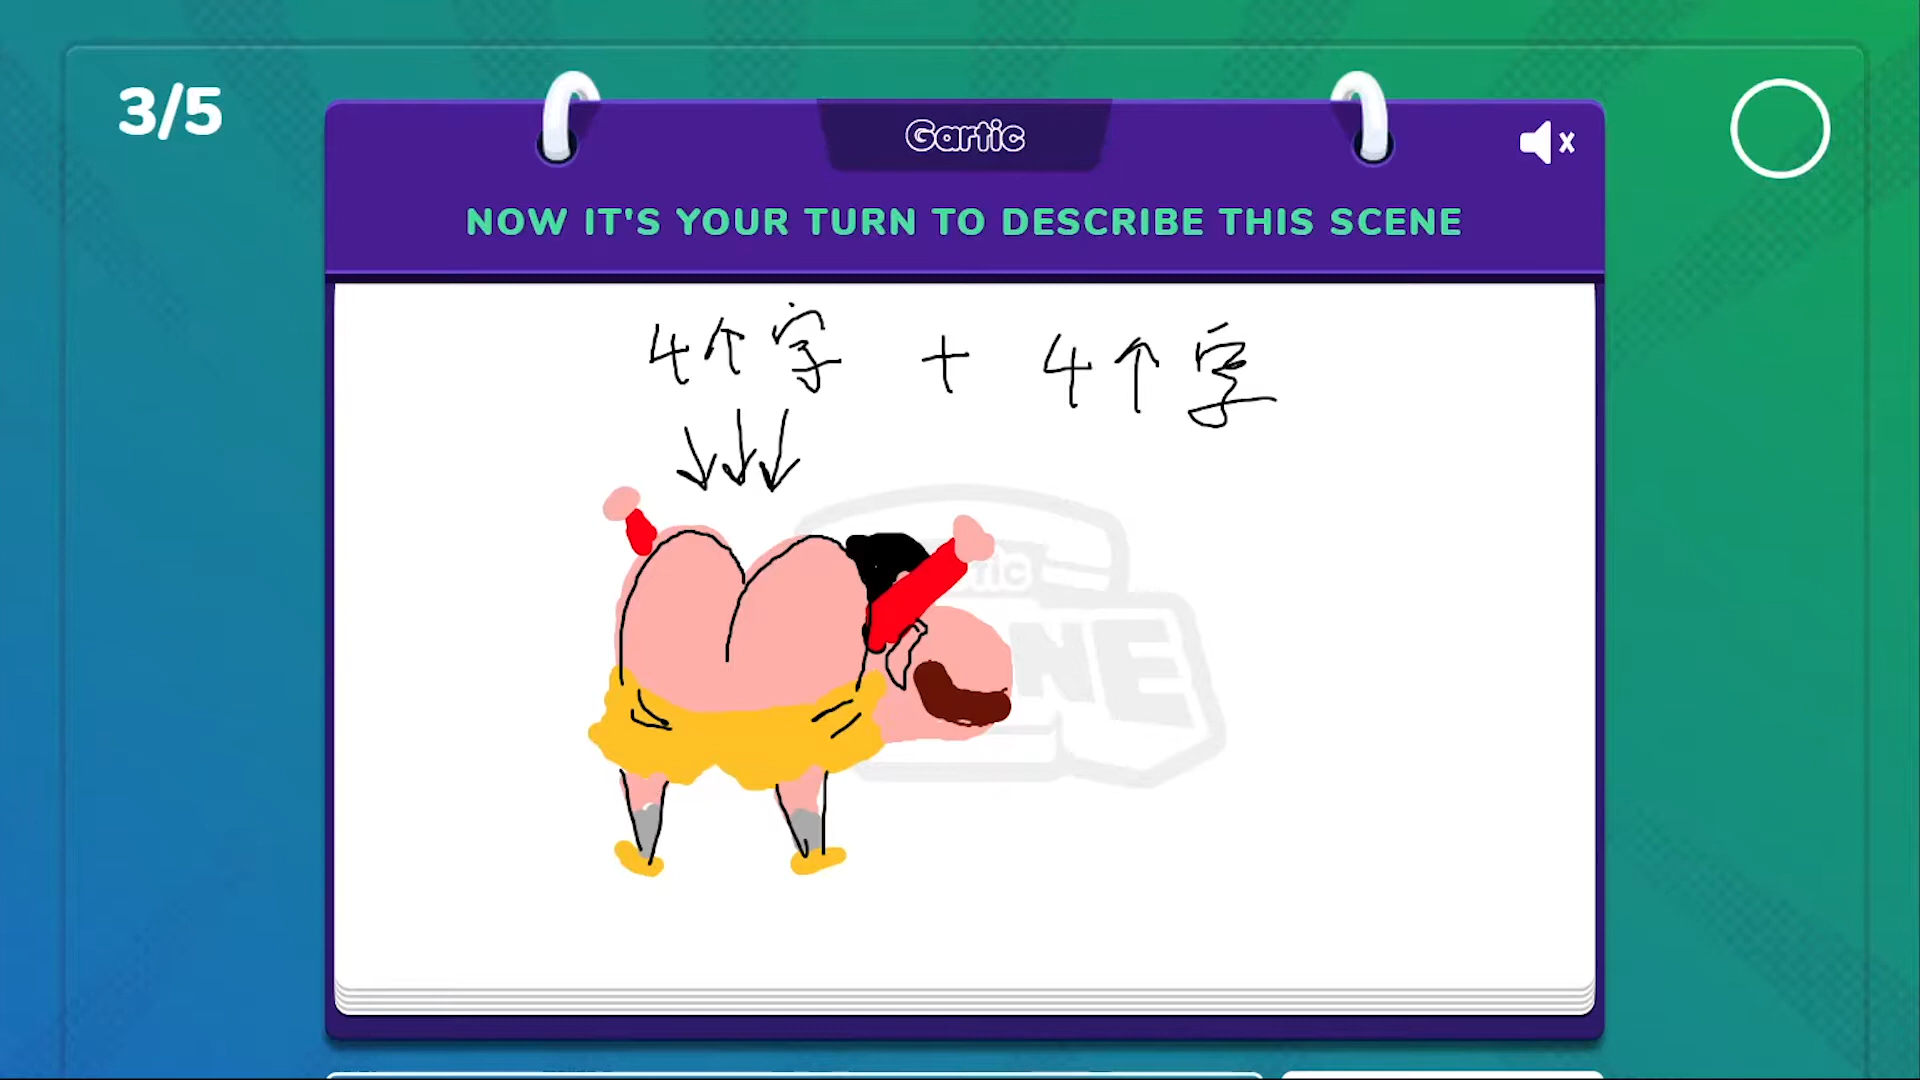 3/5
Gartic
NOW IT'S YOUR TURN TO DESCRIBE THIS SCENE
4个字 + 4个字